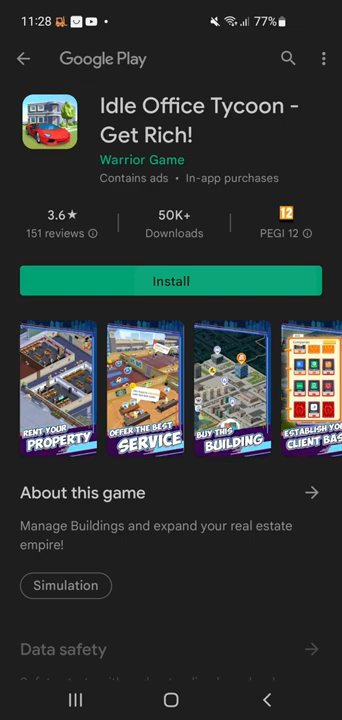 11:28
77%
Google Play
Idle Office Tycoon -
Get Rich!
Warrior Game
Contains ads • In-app purchases
3.6★
151 reviews
50K+
Downloads
12
PEGI 12
Install
RENT YOUR
PROPERTY
OFFER THE BEST
SERVICE
BUY THIS
BUILDING
ESTABLISH YO
CLIENT BAS
About this game
Manage Buildings and expand your real estate
empire!
Simulation
Data safety